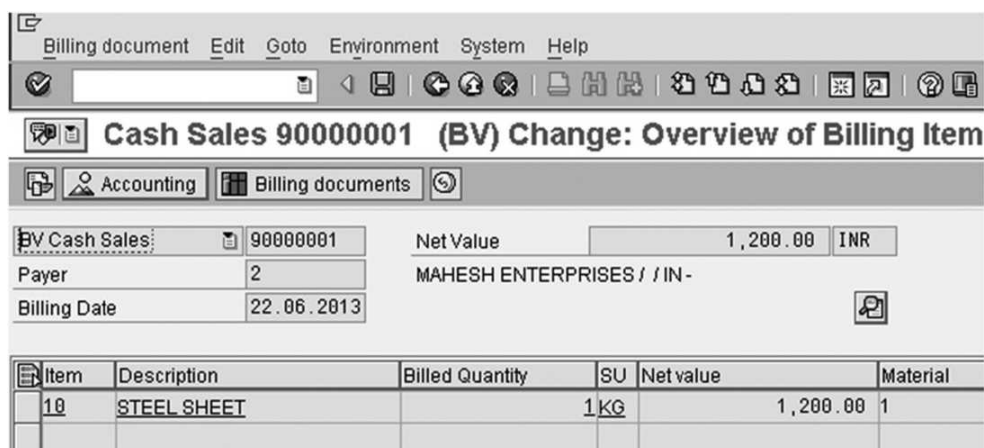 Billing document Edit Goto Environment System Help
Cash Sales 90000001 (BV) Change: Overview of Billing Item
Accounting Billing documents
BV Cash Sales 90000001 Net Value 1,200.00 INR
Payer 2 MAHESH ENTERPRISES / / IN -
Billing Date 22.06.2013
Item Description Billed Quantity SU Net value Material
10 STEEL SHEET 1 KG 1,200.00 1